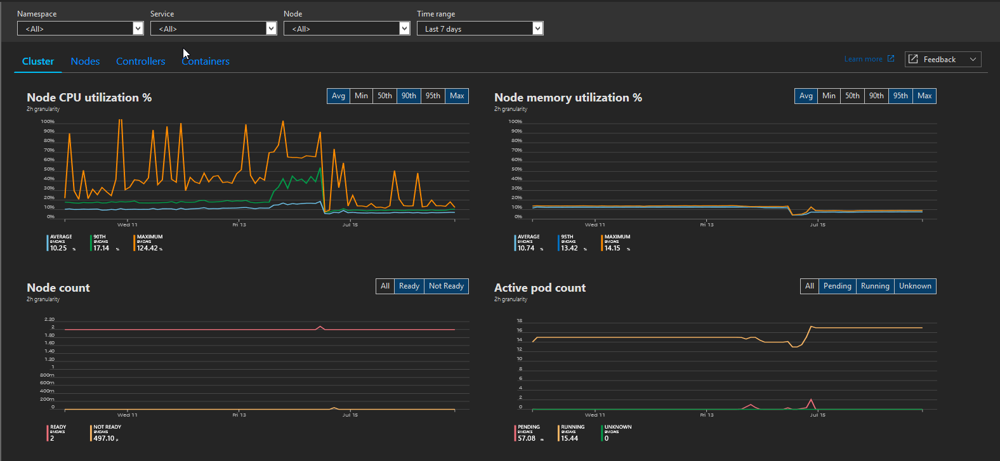 Namespace Service Node Time range
<All> <All> <All> Last 7 days
Cluster Nodes Controllers Containers Learn more Feedback
Node CPU utilization % Avg Min 50th 90th 95th Max
2h granularity
100%
90%
80%
70%
60%
50%
40%
30%
20%
10%
0%
Wed 11 Fri 13 Jul 15
AVERAGE 90TH MAXIMUM
BMDAKS BMDAKS BMDAKS
10.25 % 17.14 % 124.42 %
Node memory utilization % Avg Min 50th 90th 95th Max
2h granularity
100%
90%
80%
70%
60%
50%
40%
30%
20%
10%
0%
Wed 11 Fri 13 Jul 15
AVERAGE 95TH MAXIMUM
BMDAKS BMDAKS BMDAKS
10.74 % 13.42 % 14.15 %
Node count All Ready Not Ready
2h granularity
2.20
2
1.80
1.60
1.40
1.20
1
800m
600m
400m
200m
0
Wed 11 Fri 13 Jul 15
READY NOT READY
BMDAKS BMDAKS
2 497.10 µ
Active pod count All Pending Running Unknown
2h granularity
18
16
14
12
10
8
6
4
2
0
Wed 11 Fri 13 Jul 15
PENDING RUNNING UNKNOWN
BMDAKS BMDAKS BMDAKS
57.08 m 15.44 0